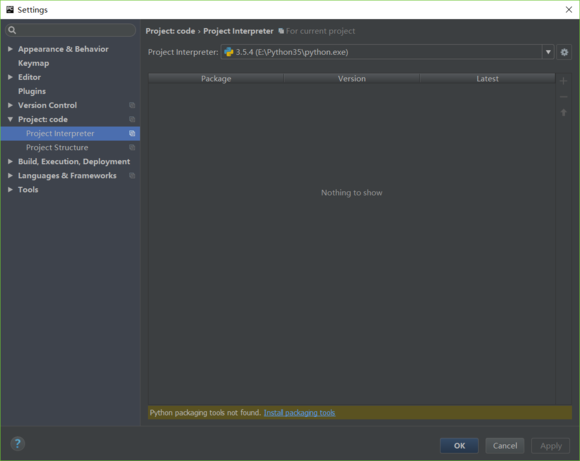 Settings
Project: code › Project Interpreter For current project
Appearance & Behavior
Keymap
Editor
Plugins
Version Control
Project: code
Project Interpreter
Project Structure
Build, Execution, Deployment
Languages & Frameworks
Tools
Project Interpreter: 3.5.4 (E:\Python35\python.exe)
Package Version Latest
Nothing to show
Python packaging tools not found. Install packaging tools
? OK Cancel Apply